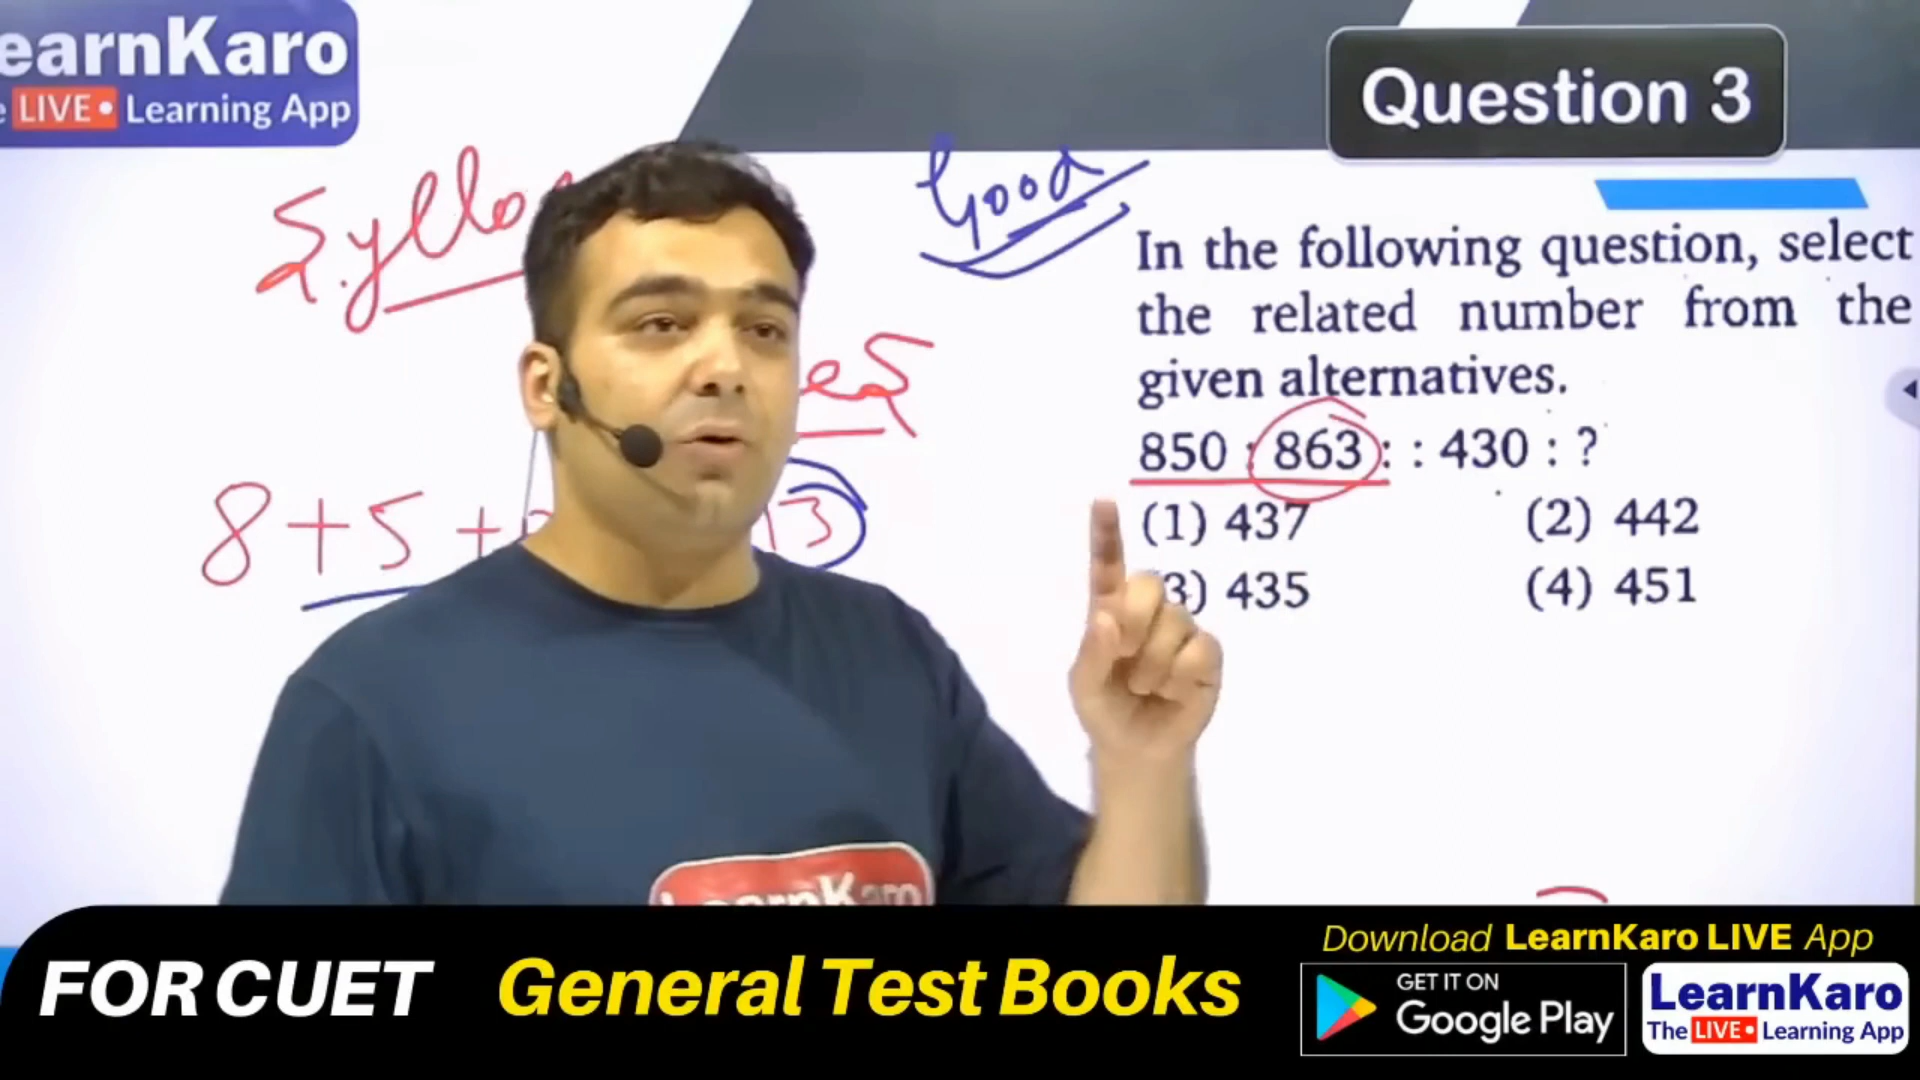 earnKaro
LIVE • Learning App
Question 3
Good
In the following question, select
the related number from the
given alternatives.
850 : 863 : : 430 : ?
(1) 437 (2) 442
3) 435 (4) 451
8 + 5 +
13
FOR CUET General Test Books
Download LearnKaro LIVE App
GET IT ON
Google Play
LearnKaro
The LIVE • Learning App